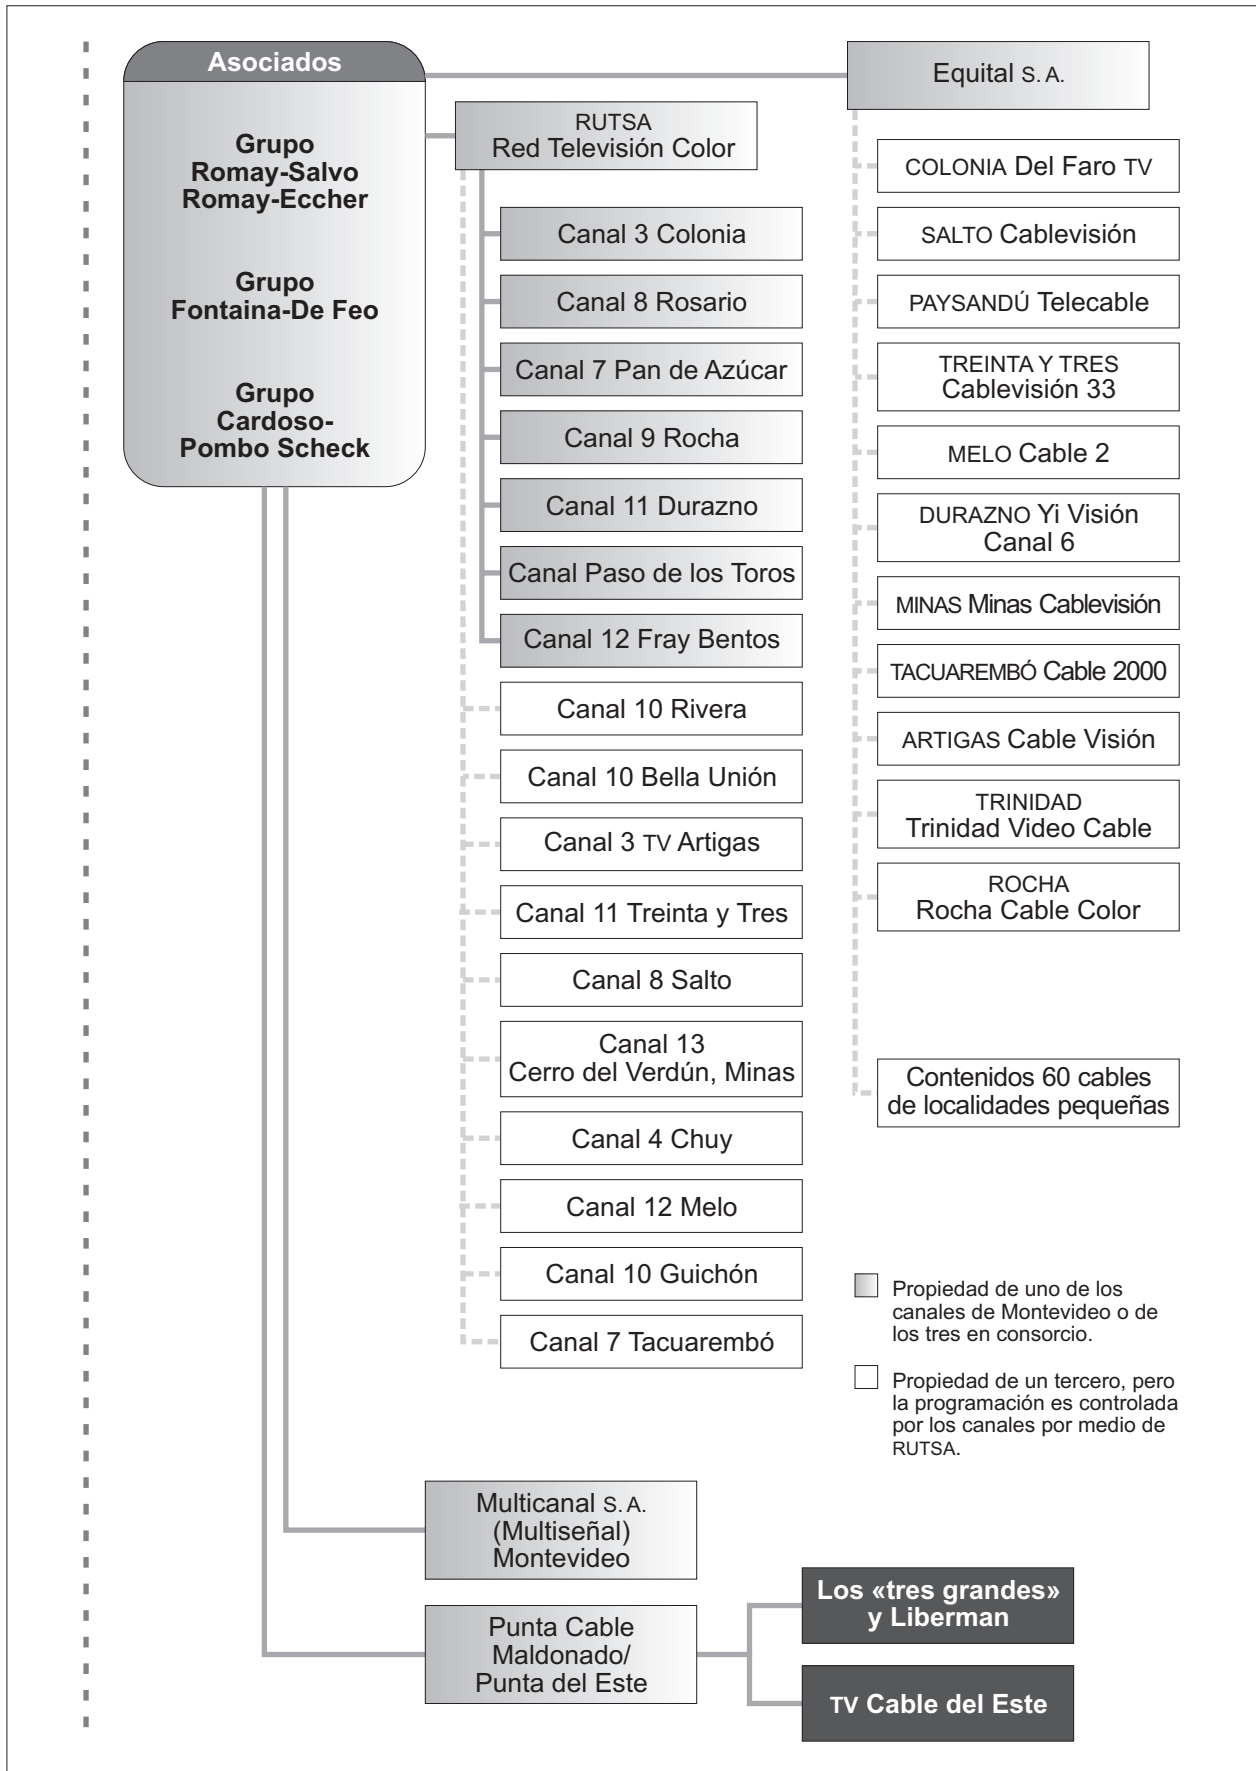 Asociados
Grupo
Romay-Salvo
Romay-Eccher
Grupo
Fontaina-De Feo
Grupo
Cardoso-
Pombo Scheck
RUTSA
Red Televisión Color
Canal 3 Colonia
Canal 8 Rosario
Canal 7 Pan de Azúcar
Canal 9 Rocha
Canal 11 Durazno
Canal Paso de los Toros
Canal 12 Fray Bentos
Canal 10 Rivera
Canal 10 Bella Unión
Canal 3 TV Artigas
Canal 11 Treinta y Tres
Canal 8 Salto
Canal 13
Cerro del Verdún, Minas
Canal 4 Chuy
Canal 12 Melo
Canal 10 Guichón
Canal 7 Tacuarembó
Equital S. A.
COLONIA Del Faro TV
SALTO Cablevisión
PAYSANDÚ Telecable
TREINTA Y TRES
Cablevisión 33
MELO Cable 2
DURAZNO Yi Visión
Canal 6
MINAS Minas Cablevisión
TACUAREMBÓ Cable 2000
ARTIGAS Cable Visión
TRINIDAD
Trinidad Video Cable
ROCHA
Rocha Cable Color
Contenidos 60 cables
de localidades pequeñas
Propiedad de uno de los
canales de Montevideo o de
los tres en consorcio.
Propiedad de un tercero, pero
la programación es controlada
por los canales por medio de
RUTSA.
Multicanal S. A.
(Multiseñal)
Montevideo
Punta Cable
Maldonado/
Punta del Este
Los «tres grandes»
y Liberman
TV Cable del Este